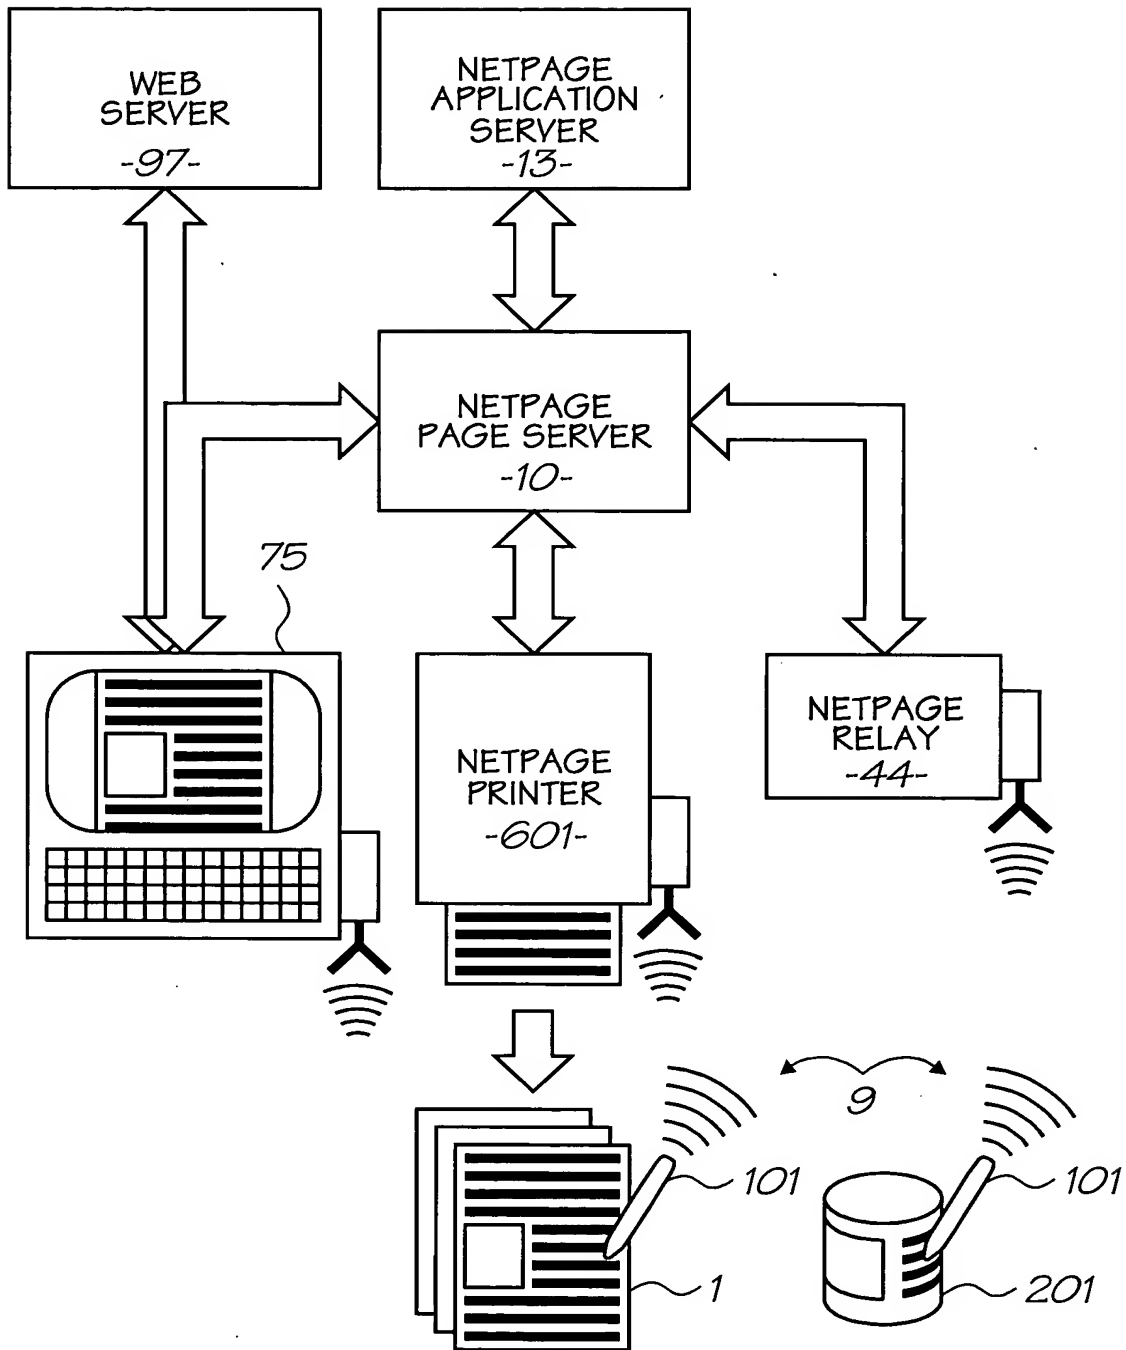 WEB
SERVER
-97-
NETPAGE
APPLICATION
SERVER
-13-
NETPAGE
PAGE SERVER
-10-
75
NETPAGE
PRINTER
-601-
NETPAGE
RELAY
-44-
9
101
101
1
201